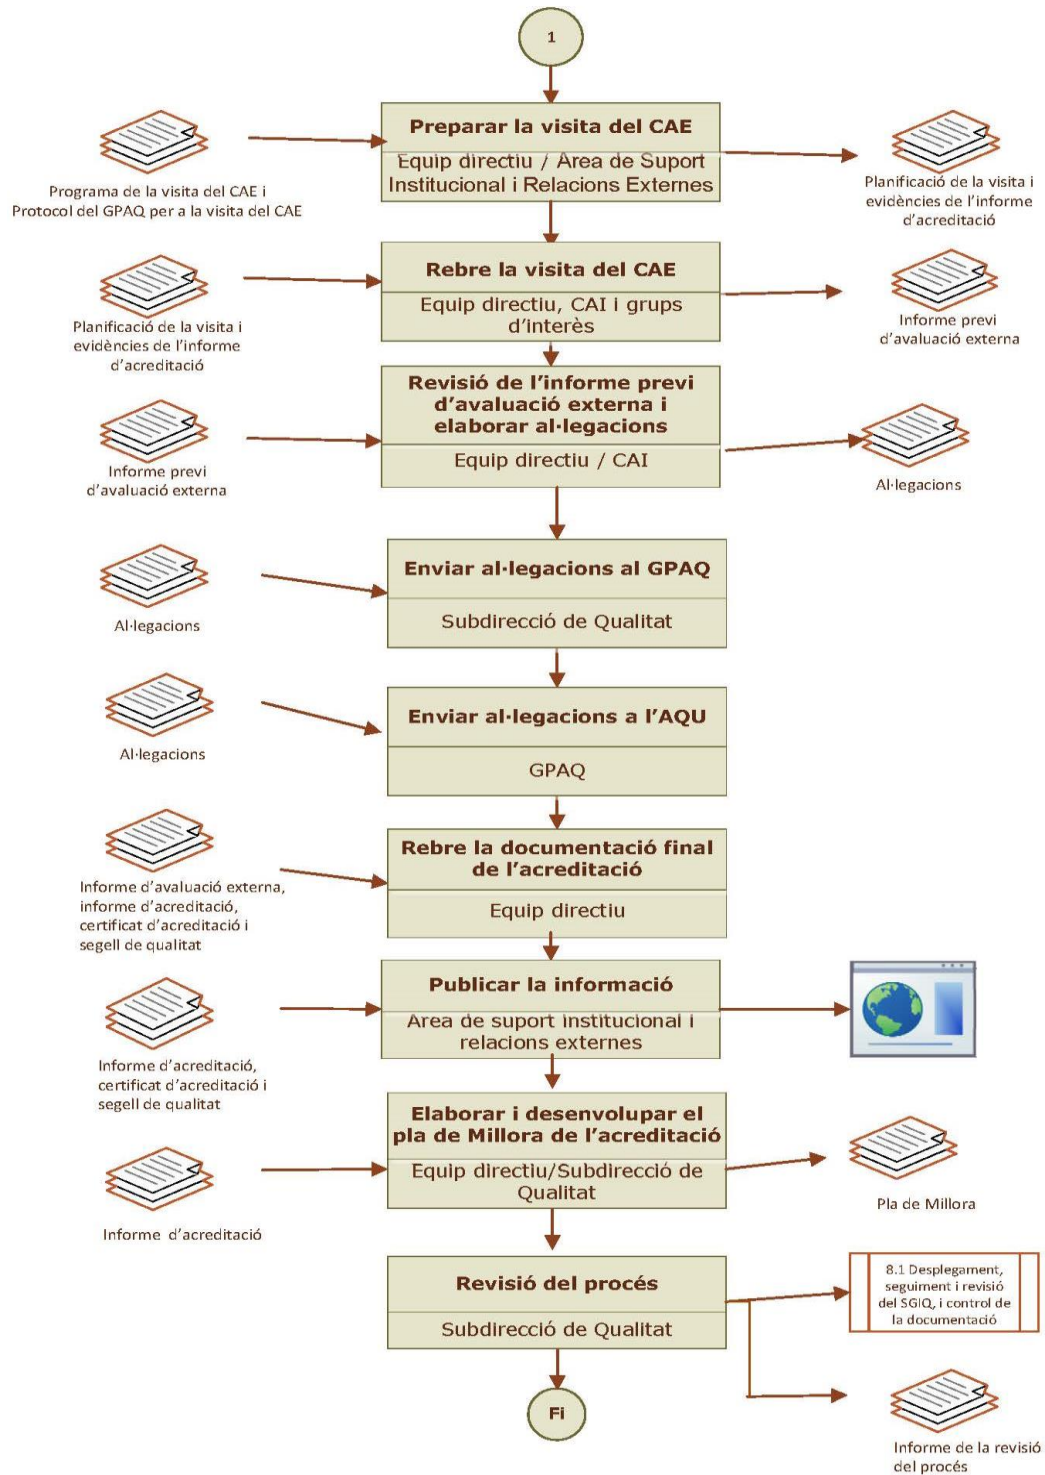 1
Preparar la visita del CAE
Equip directiu / Area de Suport
Institucional i Relacions Externes
Programa de la visita del CAE i
Protocol del GPAQ per a la visita del CAE
Planificació de la visita i
evidències de l'informe
d'acreditació
Rebre la visita del CAE
Equip directiu, CAI i grups
d'interès
Planificació de la visita i
evidències de l'informe
d'acreditació
Informe previ
d'avaluació externa
Revisió de l'informe previ
d'avaluació externa i
elaborar al·legacions
Equip directiu / CAI
Informe previ
d'avaluació externa
Al·legacions
Enviar al·legacions al GPAQ
Subdirecció de Qualitat
Al·legacions
Enviar al·legacions a l'AQU
GPAQ
Al·legacions
Rebre la documentació final
de l'acreditació
Equip directiu
Informe d'avaluació externa,
informe d'acreditació,
certificat d'acreditació i
segell de qualitat
Publicar la informació
Area de suport institucional i
relacions externes
Informe d'acreditació,
certificat d'acreditació i
segell de qualitat
Elaborar i desenvolupar el
pla de Millora de l'acreditació
Equip directiu/Subdirecció de
Qualitat
Informe d'acreditació
Pla de Millora
Revisió del procés
Subdirecció de Qualitat
8.1 Desplegament,
seguiment i revisió
del SGIQ, i control de
la documentació
Fi
Informe de la revisió
del procés